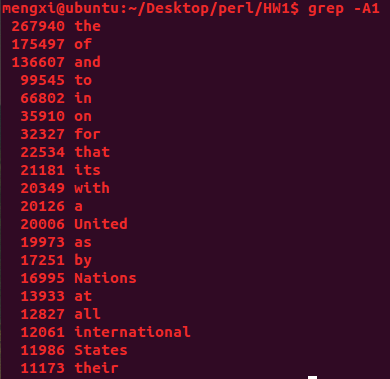 mengxi@ubuntu:~/Desktop/perl/HW1$ grep -A1
267940 the
175497 of
136607 and
99545 to
66802 in
35910 on
32327 for
22534 that
21181 its
20349 with
20126 a
20006 United
19973 as
17251 by
16995 Nations
13933 at
12827 all
12061 international
11986 States
11173 their